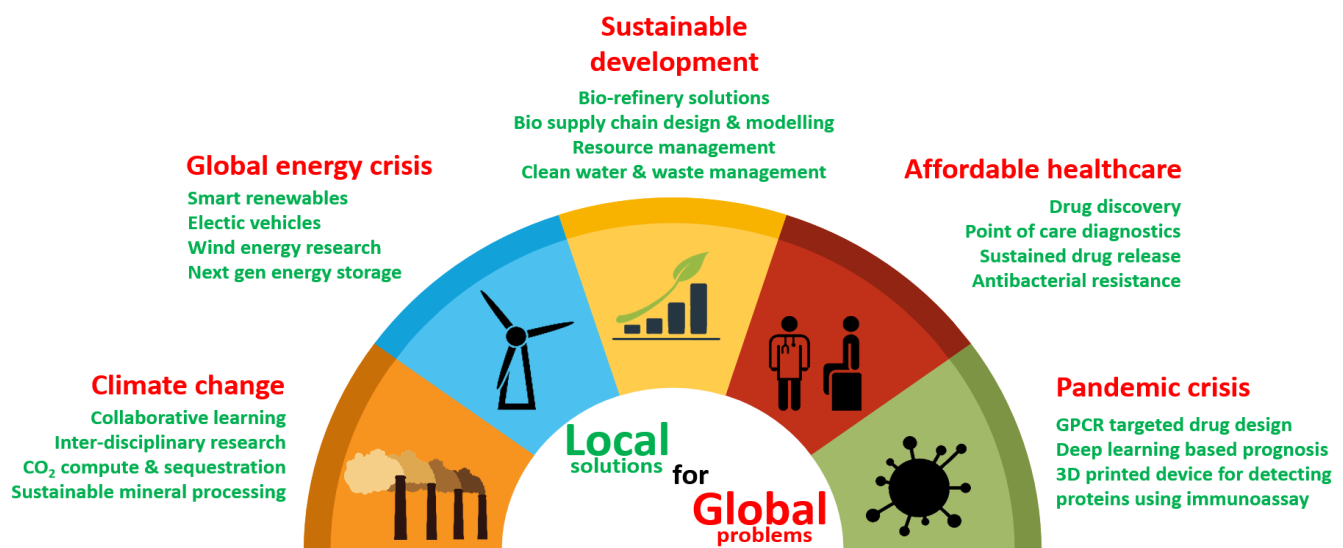 Sustainable
development
Bio-refinery solutions
Bio supply chain design & modelling
Resource management
Clean water & waste management
Global energy crisis
Smart renewables
Electic vehicles
Wind energy research
Next gen energy storage
Affordable healthcare
Drug discovery
Point of care diagnostics
Sustained drug release
Antibacterial resistance
Climate change
Collaborative learning
Inter-disciplinary research
CO₂ compute & sequestration
Sustainable mineral processing
Pandemic crisis
GPCR targeted drug design
Deep learning based prognosis
3D printed device for detecting
proteins using immunoassay
Local
solutions
for
Global
problems